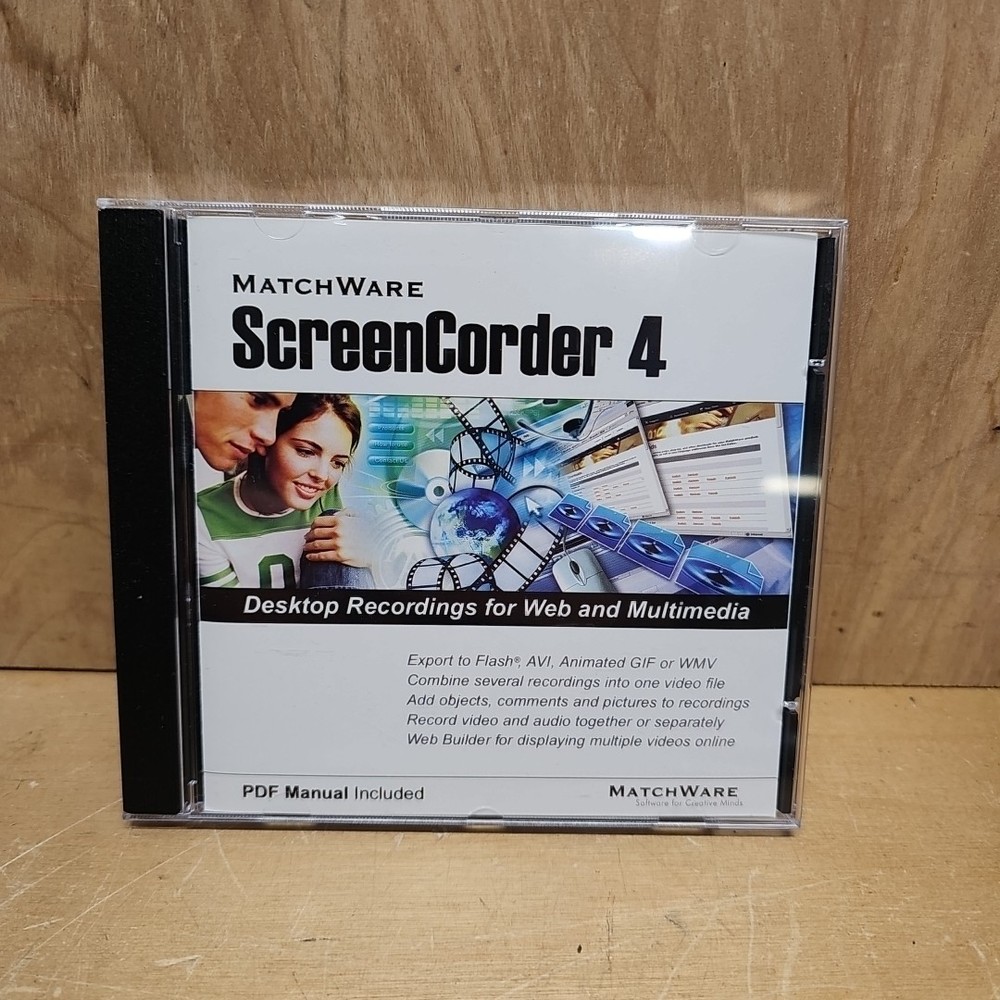 MATCHWARE
ScreenCorder 4
Desktop Recordings for Web and Multimedia
Export to Flash®, AVI, Animated GIF or WMV
Combine several recordings into one video file
Add objects, comments and pictures to recordings
Record video and audio together or separately
Web Builder for displaying multiple videos online
PDF Manual Included
MATCHWARE
Software for Creative Minds